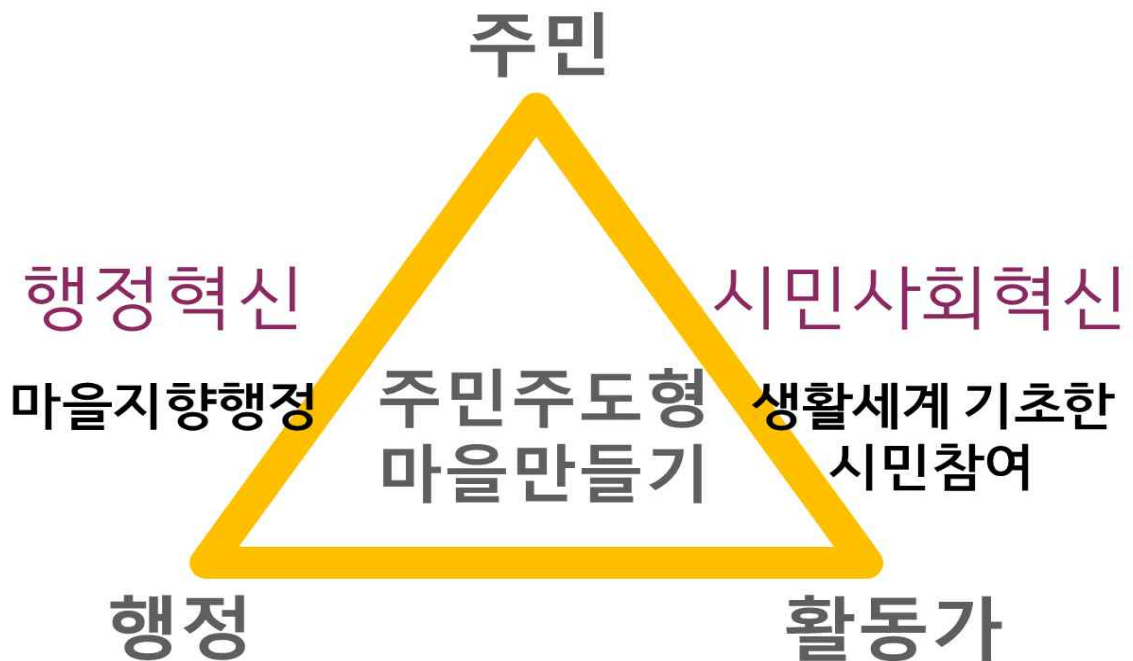 주민
행정혁신
시민사회혁신
마을지향행정
주민주도형
마을만들기
생활세계 기초한
시민참여
행정
활동가